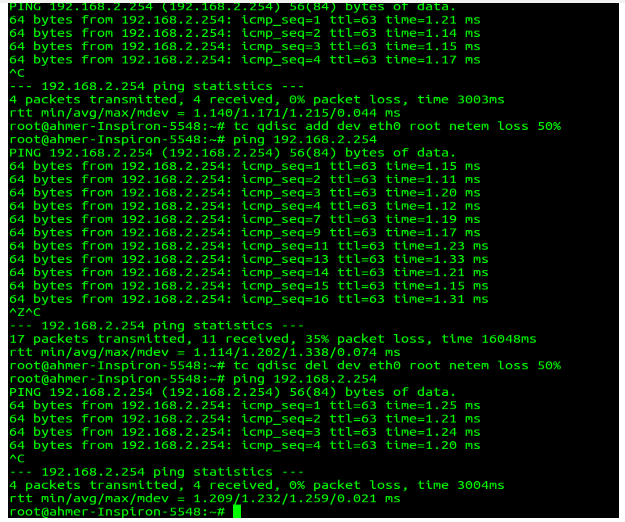 PING 192.168.2.254 (192.168.2.254) 56(84) bytes of data.
64 bytes from 192.168.2.254: icmp_seq=1 ttl=63 time=1.21 ms
64 bytes from 192.168.2.254: icmp_seq=2 ttl=63 time=1.14 ms
64 bytes from 192.168.2.254: icmp_seq=3 ttl=63 time=1.15 ms
64 bytes from 192.168.2.254: icmp_seq=4 ttl=63 time=1.17 ms
^C
--- 192.168.2.254 ping statistics ---
4 packets transmitted, 4 received, 0% packet loss, time 3003ms
rtt min/avg/max/mdev = 1.140/1.171/1.215/0.044 ms
root@ahmer-Inspiron-5548:~# tc qdisc add dev eth0 root netem loss 50%
root@ahmer-Inspiron-5548:~# ping 192.168.2.254
PING 192.168.2.254 (192.168.2.254) 56(84) bytes of data.
64 bytes from 192.168.2.254: icmp_seq=1 ttl=63 time=1.15 ms
64 bytes from 192.168.2.254: icmp_seq=2 ttl=63 time=1.11 ms
64 bytes from 192.168.2.254: icmp_seq=3 ttl=63 time=1.20 ms
64 bytes from 192.168.2.254: icmp_seq=4 ttl=63 time=1.12 ms
64 bytes from 192.168.2.254: icmp_seq=7 ttl=63 time=1.19 ms
64 bytes from 192.168.2.254: icmp_seq=9 ttl=63 time=1.17 ms
64 bytes from 192.168.2.254: icmp_seq=11 ttl=63 time=1.23 ms
64 bytes from 192.168.2.254: icmp_seq=13 ttl=63 time=1.33 ms
64 bytes from 192.168.2.254: icmp_seq=14 ttl=63 time=1.21 ms
64 bytes from 192.168.2.254: icmp_seq=15 ttl=63 time=1.15 ms
64 bytes from 192.168.2.254: icmp_seq=16 ttl=63 time=1.31 ms
^Z^C
--- 192.168.2.254 ping statistics ---
17 packets transmitted, 11 received, 35% packet loss, time 16048ms
rtt min/avg/max/mdev = 1.114/1.202/1.338/0.074 ms
root@ahmer-Inspiron-5548:~# tc qdisc del dev eth0 root netem loss 50%
root@ahmer-Inspiron-5548:~# ping 192.168.2.254
PING 192.168.2.254 (192.168.2.254) 56(84) bytes of data.
64 bytes from 192.168.2.254: icmp_seq=1 ttl=63 time=1.25 ms
64 bytes from 192.168.2.254: icmp_seq=2 ttl=63 time=1.21 ms
64 bytes from 192.168.2.254: icmp_seq=3 ttl=63 time=1.24 ms
64 bytes from 192.168.2.254: icmp_seq=4 ttl=63 time=1.20 ms
^C
--- 192.168.2.254 ping statistics ---
4 packets transmitted, 4 received, 0% packet loss, time 3004ms
rtt min/avg/max/mdev = 1.209/1.232/1.259/0.021 ms
root@ahmer-Inspiron-5548:~#